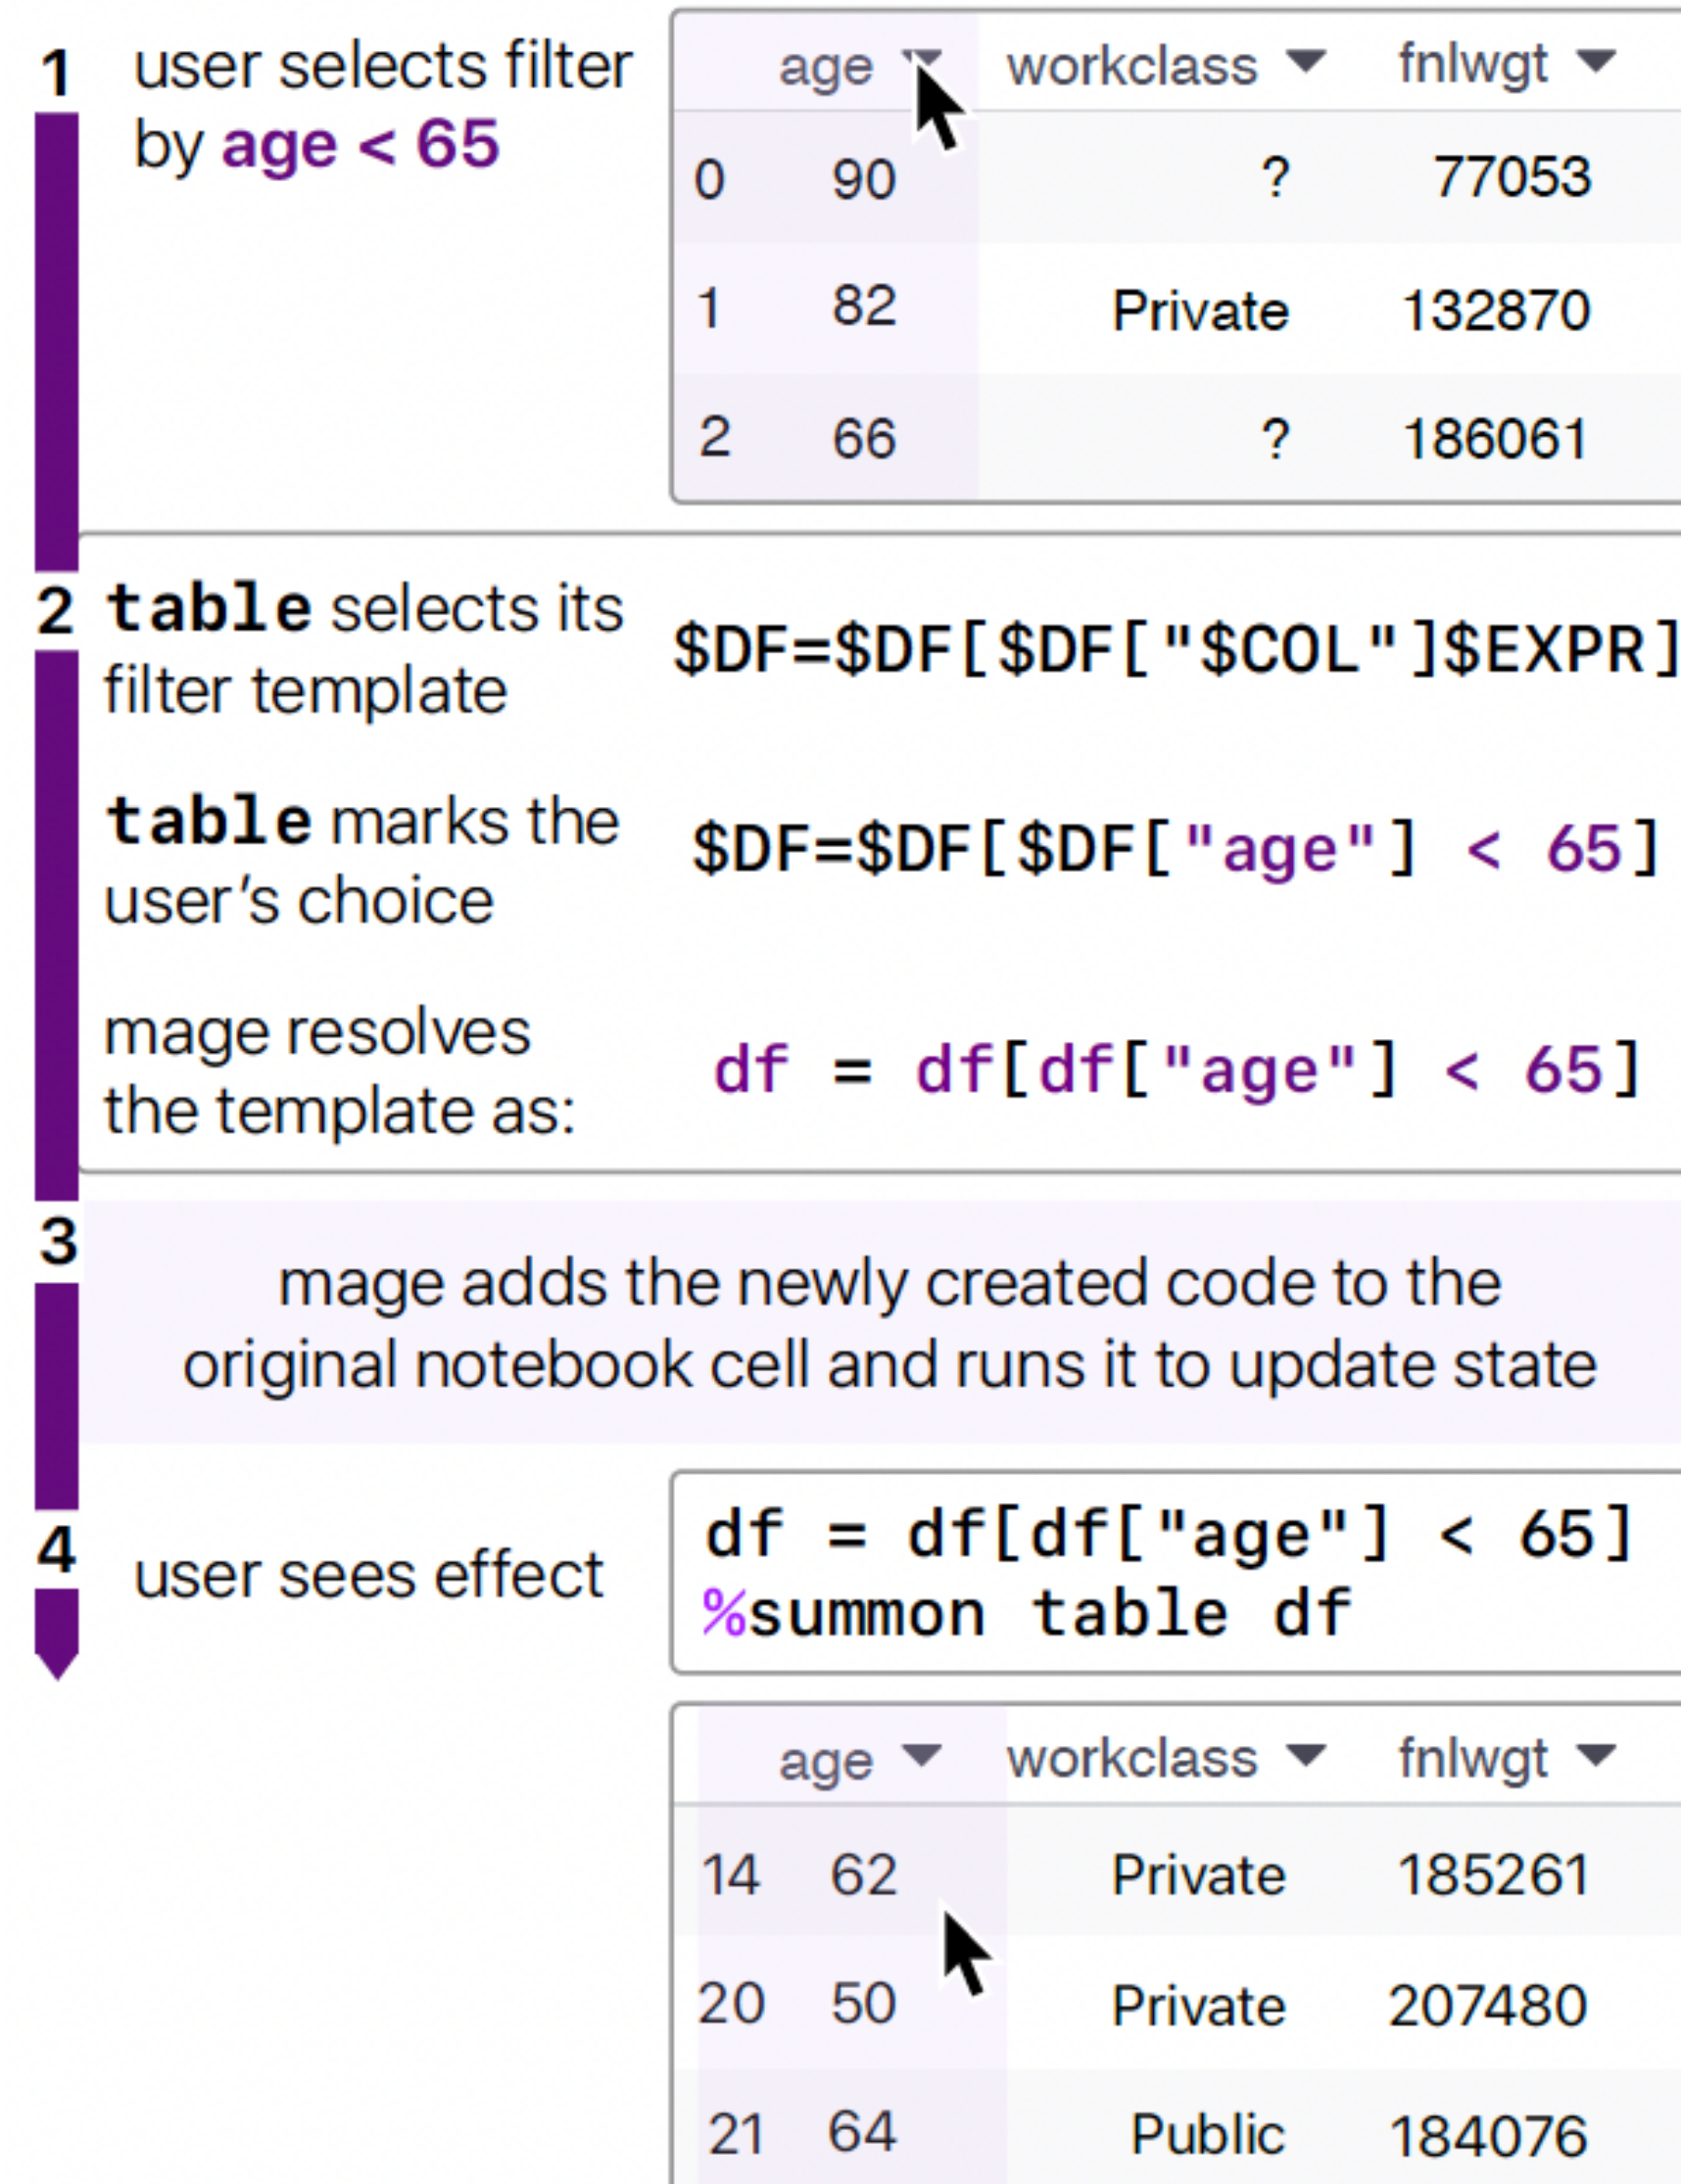 1 user selects filter
by age < 65
age workclass fnlwgt
0 90 ? 77053
1 82 Private 132870
2 66 ? 186061
2 table selects its
filter template
$DF=$DF[$DF["$COL"]$EXPR]
table marks the
user's choice
$DF=$DF[$DF["age"] < 65]
mage resolves
the template as:
df = df[df["age"] < 65]
3
mage adds the newly created code to the
original notebook cell and runs it to update state
4 user sees effect
df = df[df["age"] < 65]
%summon table df
age workclass fnlwgt
14 62 Private 185261
20 50 Private 207480
21 64 Public 184076